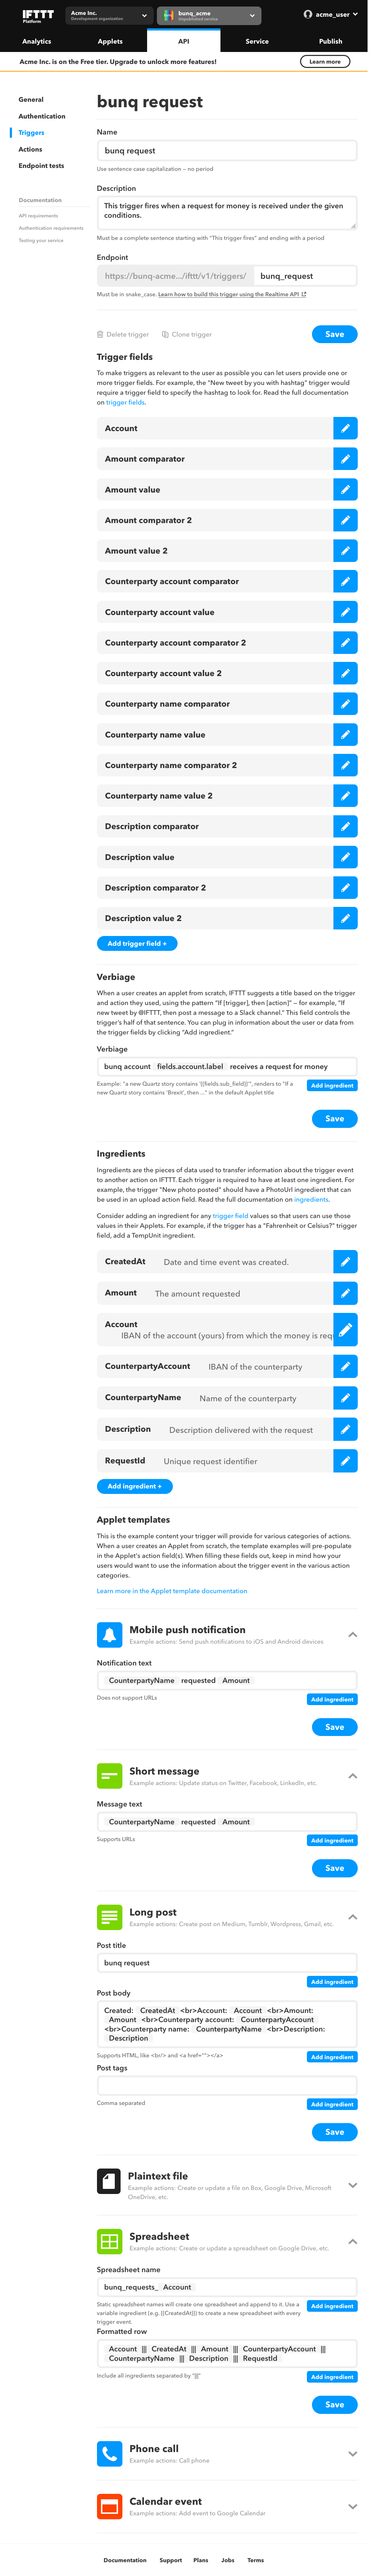 IFTTT
Platform
Acme Inc.
Development organization
bunq_acme
Unpublished service
acme_user
Analytics
Applets
API
Service
Publish
Acme Inc. is on the Free tier. Upgrade to unlock more features!
Learn more
General
Authentication
Triggers
Actions
Endpoint tests
Documentation
API requirements
Authentication requirements
Testing your service
bunq request
Name
bunq request
Use sentence case capitalization — no period
Description
This trigger fires when a request for money is received under the given
conditions.
Must be a complete sentence starting with "This trigger fires" and ending with a period
Endpoint
https://bunq-acme.../ifttt/v1/triggers/
bunq_request
Must be in snake_case. Learn how to build this trigger using the Realtime API
Delete trigger
Clone trigger
Save
Trigger fields
To make triggers as relevant to the user as possible you can let users provide one or
more trigger fields. For example, the "New tweet by you with hashtag" trigger would
require a trigger field to specify the hashtag to look for. Read the full documentation
on trigger fields.
Account
Amount comparator
Amount value
Amount comparator 2
Amount value 2
Counterparty account comparator
Counterparty account value
Counterparty account comparator 2
Counterparty account value 2
Counterparty name comparator
Counterparty name value
Counterparty name comparator 2
Counterparty name value 2
Description comparator
Description value
Description comparator 2
Description value 2
Add trigger field +
Verbiage
When a user creates an applet from scratch, IFTTT suggests a title based on the trigger
and action they used, using the pattern "If [trigger], then [action]" — for example, "If
new tweet by @IFTTT, then post a message to a Slack channel." This field controls the
trigger's half of that sentence. You can plug in information about the user or data from
the trigger fields by clicking "Add ingredient."
Verbiage
bunq account fields.account.label receives a request for money
Example: "a new Quartz story contains '{{fields.sub_field}}'", renders to "If a
new Quartz story contains 'Brexit', then ..." in the default Applet title
Add ingredient
Save
Ingredients
Ingredients are the pieces of data used to transfer information about the trigger event
to another action on IFTTT. Each trigger is required to have at least one ingredient. For
example, the trigger "New photo posted" should have a PhotoUrl ingredient that can
be used in an upload action field. Read the full documentation on ingredients.
Consider adding an ingredient for any trigger field values so that users can use those
values in their Applets. For example, if the trigger has a "Fahrenheit or Celsius?" trigger
field, add a TempUnit ingredient.
CreatedAt Date and time event was created.
Amount The amount requested
Account
IBAN of the account (yours) from which the money is req
CounterpartyAccount IBAN of the counterparty
CounterpartyName Name of the counterparty
Description Description delivered with the request
RequestId Unique request identifier
Add ingredient +
Applet templates
This is the example content your trigger will provide for various categories of actions.
When a user creates an Applet from scratch, the template examples will pre-populate
in the Applet's action field(s). When filling these fields out, keep in mind how your
users would want to use the information about the trigger event in the various action
categories.
Learn more in the Applet template documentation
Mobile push notification
Example actions: Send push notifications to iOS and Android devices
Notification text
CounterpartyName requested Amount
Does not support URLs
Add ingredient
Save
Short message
Example actions: Update status on Twitter, Facebook, LinkedIn, etc.
Message text
CounterpartyName requested Amount
Supports URLs
Add ingredient
Save
Long post
Example actions: Create post on Medium, Tumblr, Wordpress, Gmail, etc.
Post title
bunq request
Add ingredient
Post body
Created: CreatedAt <br>Account: Account <br>Amount:
Amount <br>Counterparty account: CounterpartyAccount
<br>Counterparty name: CounterpartyName <br>Description:
Description
Supports HTML, like <br/> and <a href=""></a>
Add ingredient
Post tags
Comma separated
Add ingredient
Save
Plaintext file
Example actions: Create or update a file on Box, Google Drive, Microsoft
OneDrive, etc.
Spreadsheet
Example actions: Create or update a spreadsheet on Google Drive, etc.
Spreadsheet name
bunq_requests_ Account
Static spreadsheet names will create one spreadsheet and append to it. Use a
variable ingredient (e.g. {{CreatedAt}}) to create a new spreadsheet with every
trigger event.
Add ingredient
Formatted row
Account ||| CreatedAt ||| Amount ||| CounterpartyAccount |||
CounterpartyName ||| Description ||| RequestId
Include all ingredients separated by "|||"
Add ingredient
Save
Phone call
Example actions: Call phone
Calendar event
Example actions: Add event to Google Calendar
Documentation
Support
Plans
Jobs
Terms